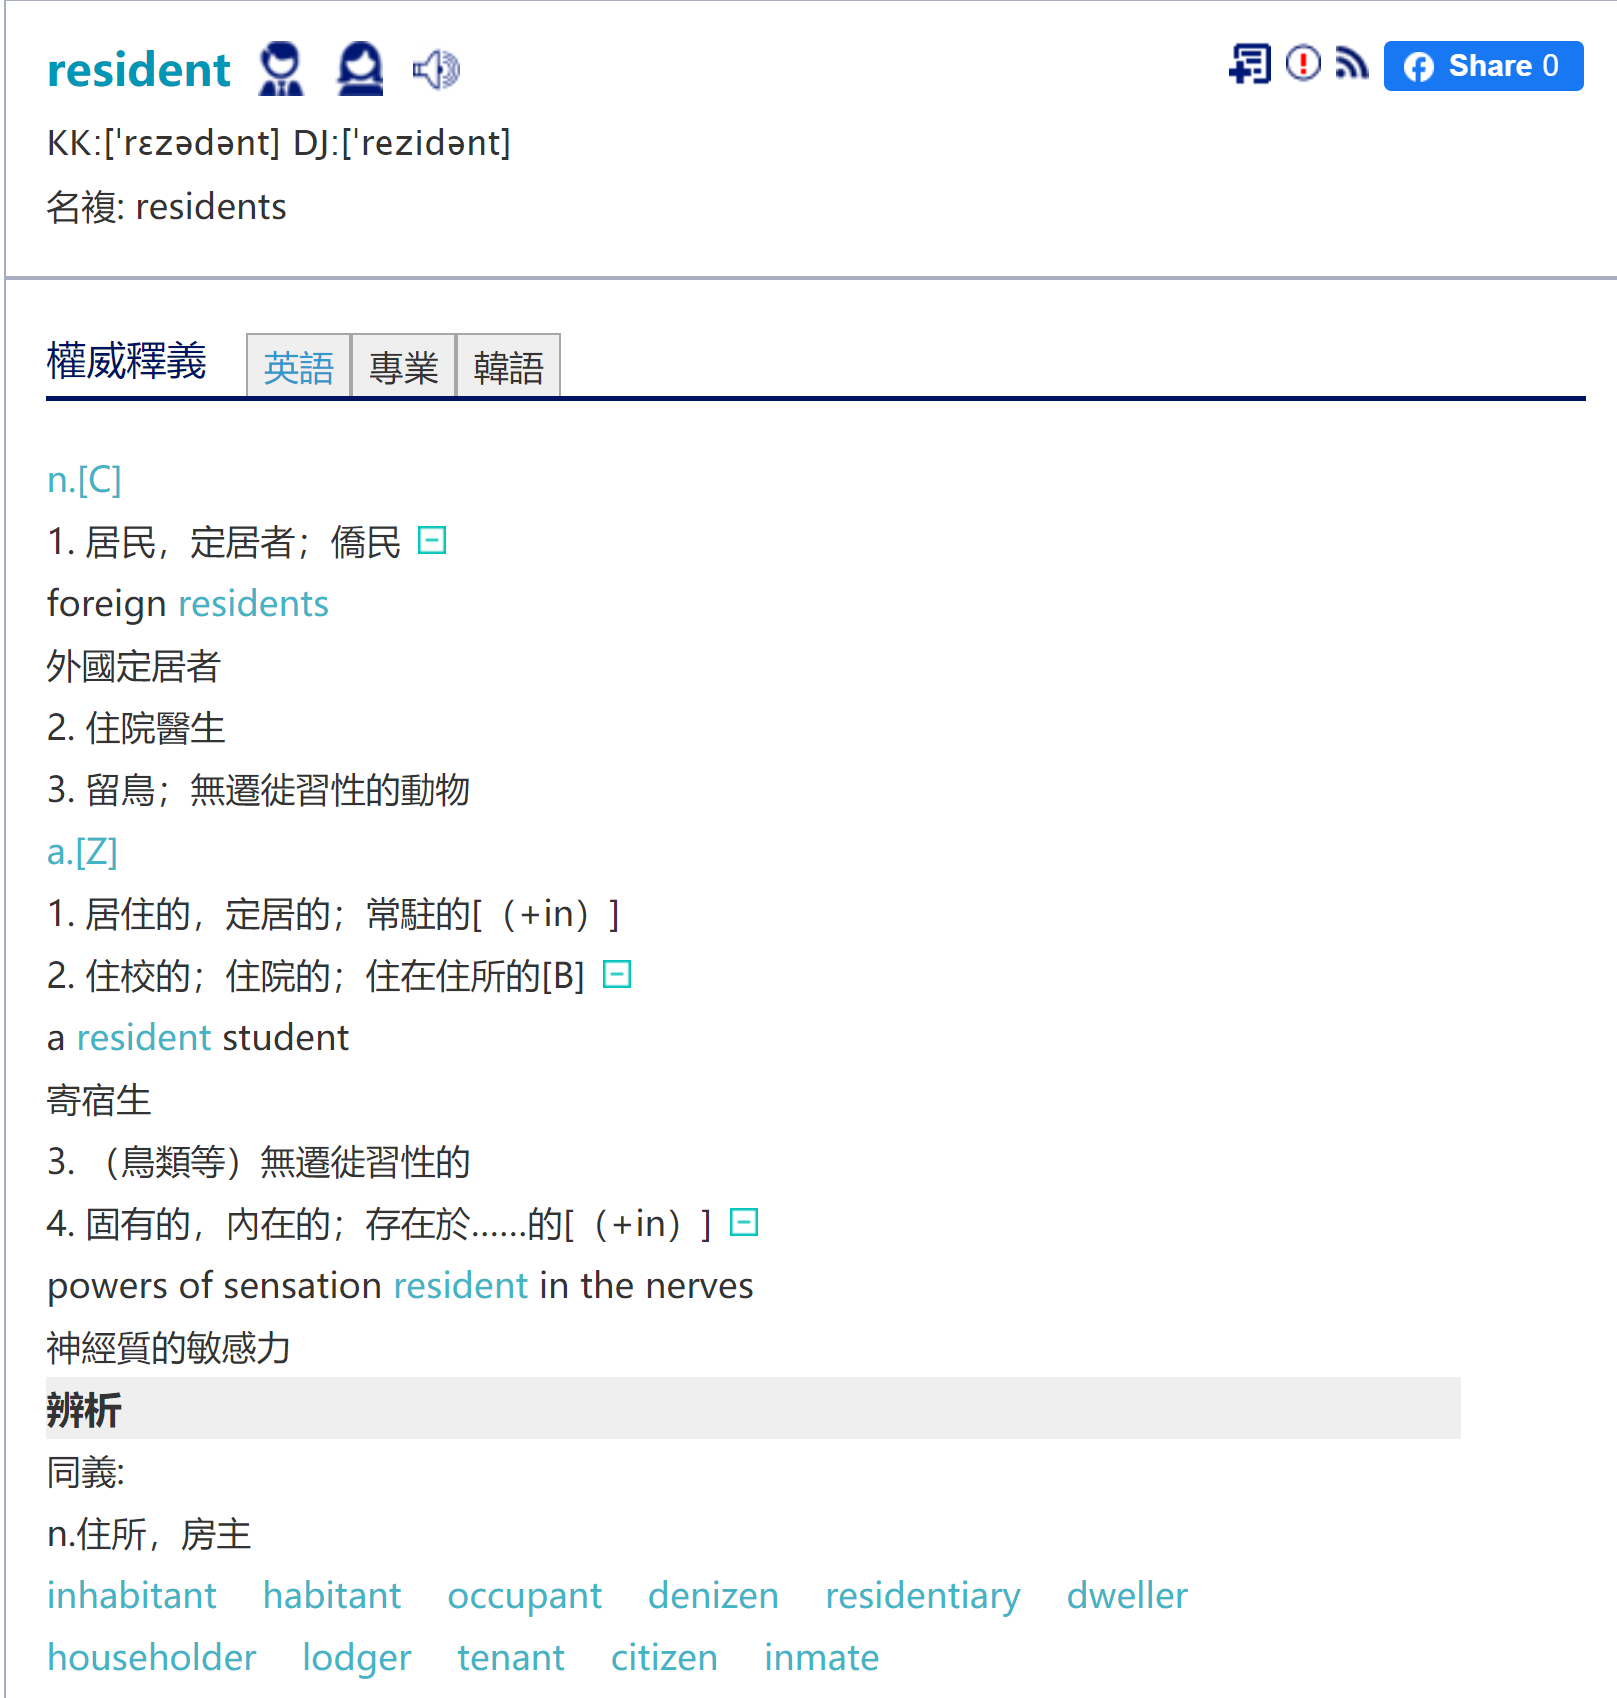 resident
Share 0
KK:[ˈrɛzədənt] DJ:[ˈrezidənt]
名複: residents
權威釋義 英語 專業 韓語
n.[C]
1. 居民，定居者；僑民
foreign residents
外國定居者
2. 住院醫生
3. 留鳥；無遷徙習性的動物
a.[Z]
1. 居住的，定居的；常駐的[（+in）]
2. 住校的；住院的；住在住所的[B]
a resident student
寄宿生
3. （鳥類等）無遷徙習性的
4. 固有的，內在的；存在於......的[（+in）]
powers of sensation resident in the nerves
神經質的敏感力
辨析
同義:
n.住所，房主
inhabitant habitant occupant denizen residentiary dweller
householder lodger tenant citizen inmate